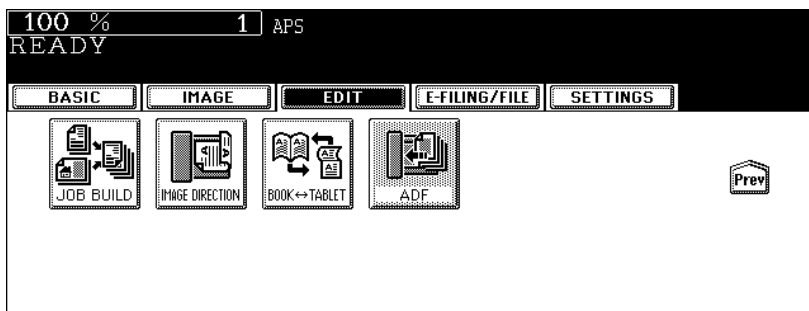 100 % 1 APS
READY
BASIC IMAGE EDIT E-FILING/FILE SETTINGS
JOB BUILD IMAGE DIRECTION BOOK↔TABLET ADF
Prev